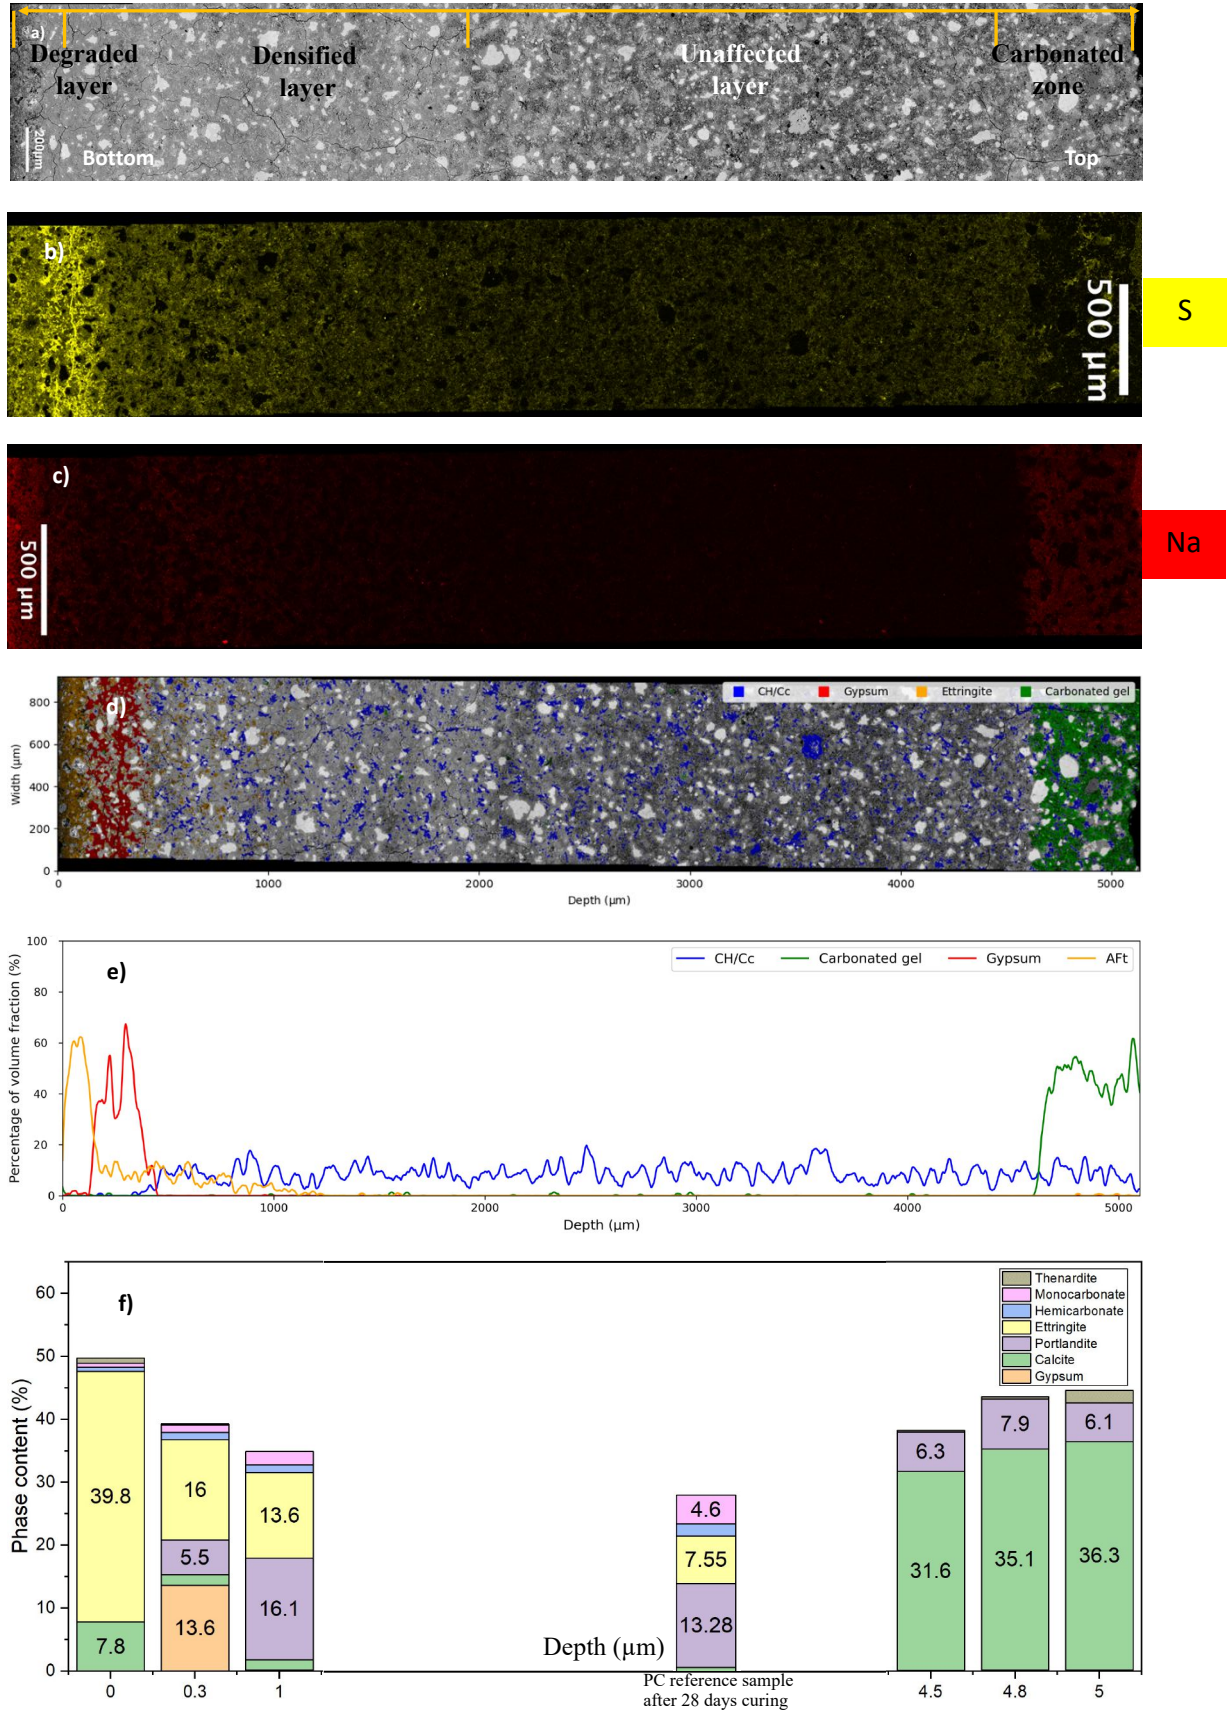 a)
Degraded layer
Densified layer
Unaffected layer
Carbonated zone
200μm
Bottom
Top
b)
500 μm
S
c)
500 μm
Na
d)
CH/Cc Gypsum Ettringite Carbonated gel
Width (μm)
800
600
400
200
0
0 1000 2000 3000 4000 5000
Depth (μm)
e)
CH/Cc Carbonated gel Gypsum AFt
Percentage of volume fraction (%)
100
80
60
40
20
0
0 1000 2000 3000 4000 5000
Depth (μm)
f)
Thenardite
Monocarbonate
Hemicarbonate
Ettringite
Portlandite
Calcite
Gypsum
Phase content (%)
60
50
40
30
20
10
0
39.8
7.8
16
5.5
13.6
13.6
16.1
4.6
7.55
13.28
6.3
31.6
7.9
35.1
6.1
36.3
Depth (μm)
0 0.3 1
PC reference sample
after 28 days curing
4.5 4.8 5